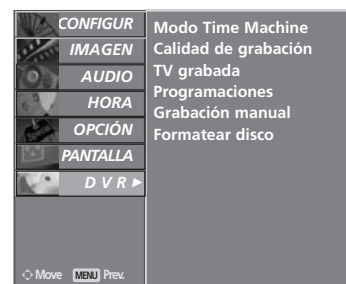 CONFIGUR
IMAGEN
AUDIO
HORA
OPCIÓN
PANTALLA
D V R
Modo Time Machine
Calidad de grabación
TV grabada
Programaciones
Grabación manual
Formatear disco
Move MENU Prev.